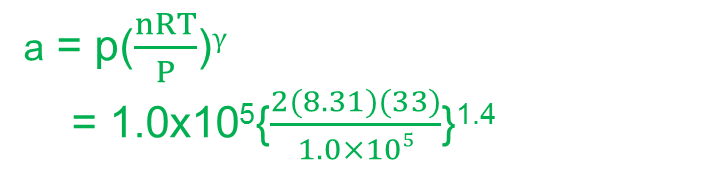 a = p(nRT/P)^γ
= 1.0x10^5{2(8.31)(33)/1.0×10^5}^1.4